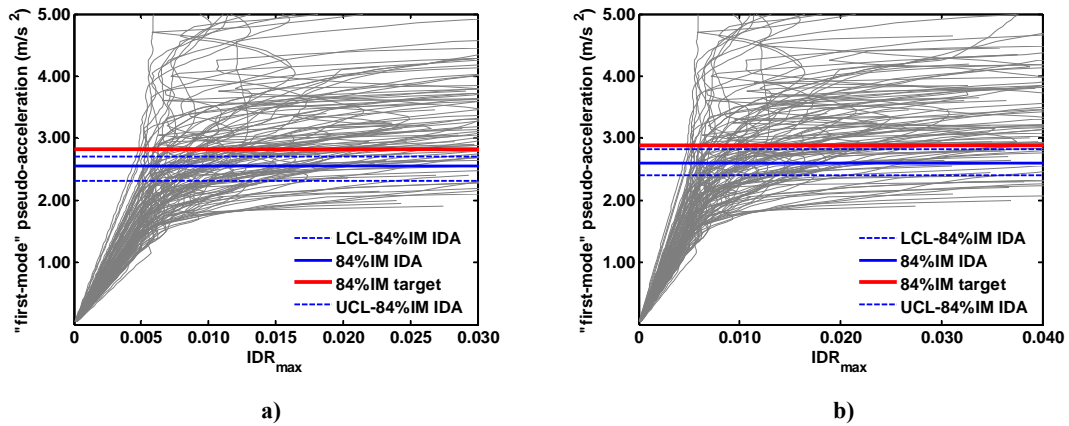 "first-mode" pseudo-acceleration (m/s 2)
5.00
4.00
3.00
2.00
1.00
0
0.005
0.010
0.015
0.020
0.025
0.030
IDRmax
LCL-84%IM IDA
84%IM IDA
84%IM target
UCL-84%IM IDA
a)
"first-mode" pseudo-acceleration (m/s 2)
5.00
4.00
3.00
2.00
1.00
0
0.010
0.020
0.030
0.040
IDRmax
LCL-84%IM IDA
84%IM IDA
84%IM target
UCL-84%IM IDA
b)